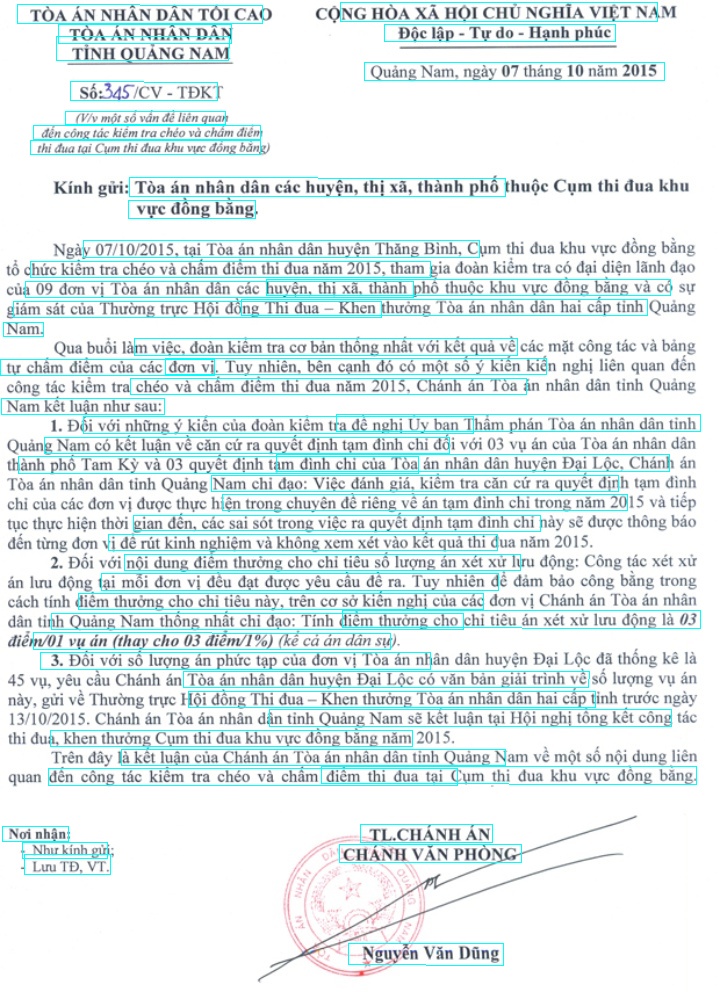 TÒA ÁN NHÂN DÂN TỐI CAO
TÒA ÁN NHÂN DÂN
TỈNH QUẢNG NAM
CỘNG HÒA XÃ HỘI CHỦ NGHĨA VIỆT NAM
Độc lập - Tự do - Hạnh phúc
Quảng Nam, ngày 07 tháng 10 năm 2015
Số:345/CV - TĐKT
(V/v một số vấn đề liên quan
đến công tác kiểm tra chéo và chấm điểm
thi đua tại Cụm thi đua khu vực đồng bằng)
Kính gửi: Tòa án nhân dân các huyện, thị xã, thành phố thuộc Cụm thi đua khu
vực đồng bằng.
Ngày 07/10/2015, tại Tòa án nhân dân huyện Thăng Bình, Cụm thi đua khu vực đồng bằng
tổ chức kiểm tra chéo và chấm điểm thi đua năm 2015, tham gia đoàn kiểm tra có đại diện lãnh đạo
của 09 đơn vị Tòa án nhân dân các huyện, thị xã, thành phố thuộc khu vực đồng bằng và có sự
giám sát của Thường trực Hội đồng Thi đua – Khen thưởng Tòa án nhân dân hai cấp tỉnh Quảng
Nam.
Qua buổi làm việc, đoàn kiểm tra cơ bản thống nhất với kết quả về các mặt công tác và bảng
tự chấm điểm của các đơn vị. Tuy nhiên, bên cạnh đó có một số ý kiến kiến nghị liên quan đến
công tác kiểm tra chéo và chấm điểm thi đua năm 2015, Chánh án Tòa án nhân dân tỉnh Quảng
Nam kết luận như sau:
1. Đối với những ý kiến của đoàn kiểm tra đề nghị Ủy ban Thẩm phán Tòa án nhân dân tỉnh
Quảng Nam có kết luận về căn cứ ra quyết định tạm đình chỉ đối với 03 vụ án của Tòa án nhân dân
thành phố Tam Kỳ và 03 quyết định tạm đình chỉ của Tòa án nhân dân huyện Đại Lộc, Chánh án
Tòa án nhân dân tỉnh Quảng Nam chỉ đạo: Việc đánh giá, kiểm tra căn cứ ra quyết định tạm đình
chỉ của các đơn vị được thực hiện trong chuyên đề riêng về án tạm đình chỉ trong năm 2015 và tiếp
tục thực hiện thời gian đến, các sai sót trong việc ra quyết định tạm đình chỉ này sẽ được thông báo
đến từng đơn vị để rút kinh nghiệm và không xem xét vào kết quả thi đua năm 2015.
2. Đối với nội dung điểm thưởng cho chỉ tiêu số lượng án xét xử lưu động: Công tác xét xử
án lưu động tại mỗi đơn vị đều đạt được yêu cầu đề ra. Tuy nhiên để đảm bảo công bằng trong
cách tính điểm thưởng cho chỉ tiêu này, trên cơ sở kiến nghị của các đơn vị Chánh án Tòa án nhân
dân tỉnh Quảng Nam thống nhất chỉ đạo: Tính điểm thưởng cho chỉ tiêu án xét xử lưu động là 03
điểm/01 vụ án (thay cho 03 điểm/1%) (kể cả án dân sự).
3. Đối với số lượng án phức tạp của đơn vị Tòa án nhân dân huyện Đại Lộc đã thống kê là
45 vụ, yêu cầu Chánh án Tòa án nhân dân huyện Đại Lộc có văn bản giải trình về số lượng vụ án
này, gửi về Thường trực Hội đồng Thi đua – Khen thưởng Tòa án nhân dân hai cấp tỉnh trước ngày
13/10/2015. Chánh án Tòa án nhân dân tỉnh Quảng Nam sẽ kết luận tại Hội nghị tổng kết công tác
thi đua, khen thưởng Cụm thi đua khu vực đồng bằng năm 2015.
Trên đây là kết luận của Chánh án Tòa án nhân dân tỉnh Quảng Nam về một số nội dung liên
quan đến công tác kiểm tra chéo và chấm điểm thi đua tại Cụm thi đua khu vực đồng bằng.
Nơi nhận:
- Như kính gửi;
- Lưu TĐ, VT.
TL.CHÁNH ÁN
CHÁNH VĂN PHÒNG
TÒA ÁN NHÂN DÂN QUẢNG NAM
Nguyễn Văn Dũng